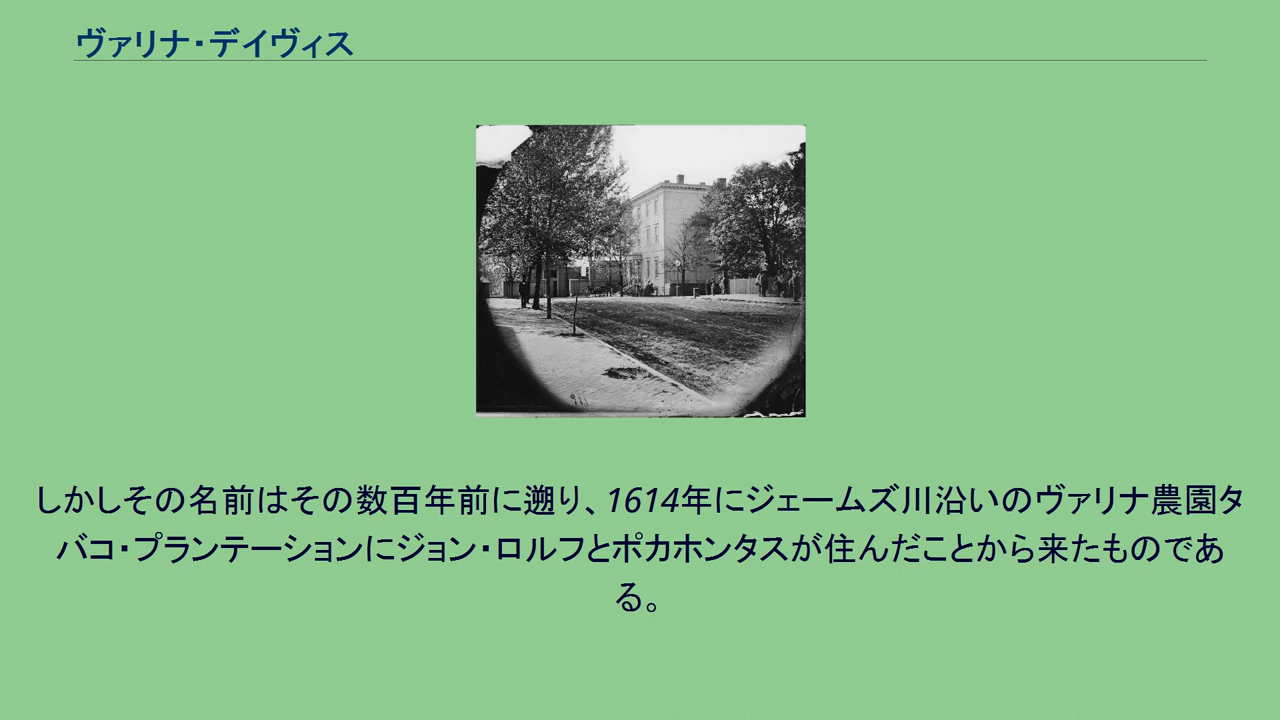 ヴァリナ・デイヴィス
しかしその名前はその数百年前に遡り、1614年にジェームズ川沿いのヴァリナ農園タ
バコ・プランテーションにジョン・ロルフとポカホンタスが住んだことから来たものであ
る。